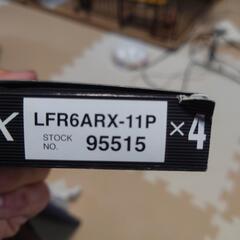 X
LFR6ARX-11P
STOCK NO. 95515
×4